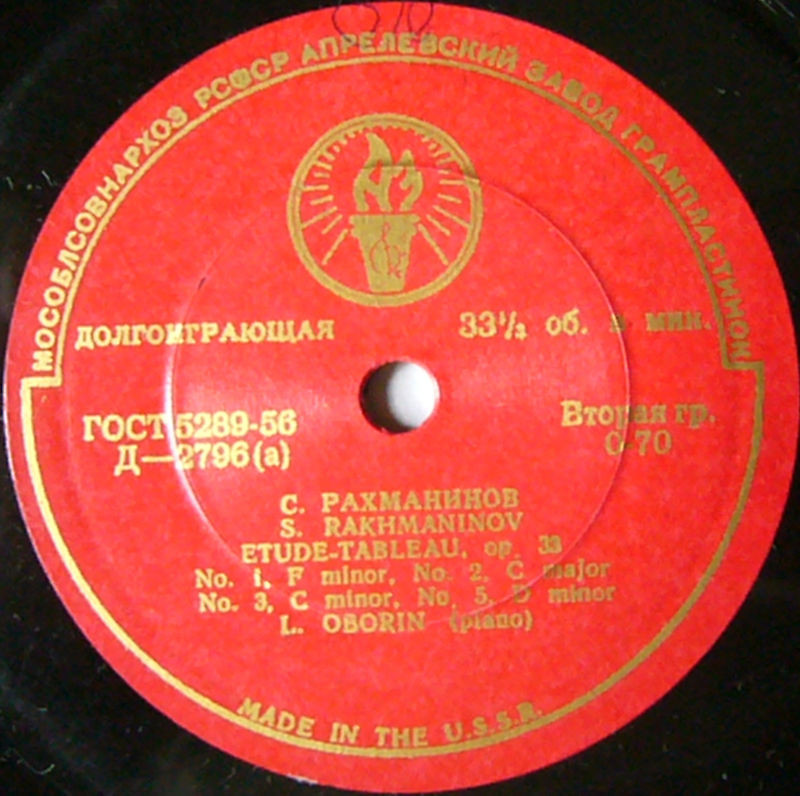 МОСОБЛСОВНАРХОЗ РСФСР АПРЕЛЕВСКИЙ ЗАВОД ГРАМПЛАСТИНОК
ДОЛГОИГРАЮЩАЯ 33⅓ об. в мин.
ГОСТ 5289-56 Вторая гр.
Д—2796(а) 0-70
С. РАХМАНИНОВ
S. RAKHMANINOV
ETUDE-TABLEAU, op. 33
No. 1, F minor, No. 2, C major
No. 3, C minor, No. 5, D minor
L. OBORIN (piano)
MADE IN THE U.S.S.R.